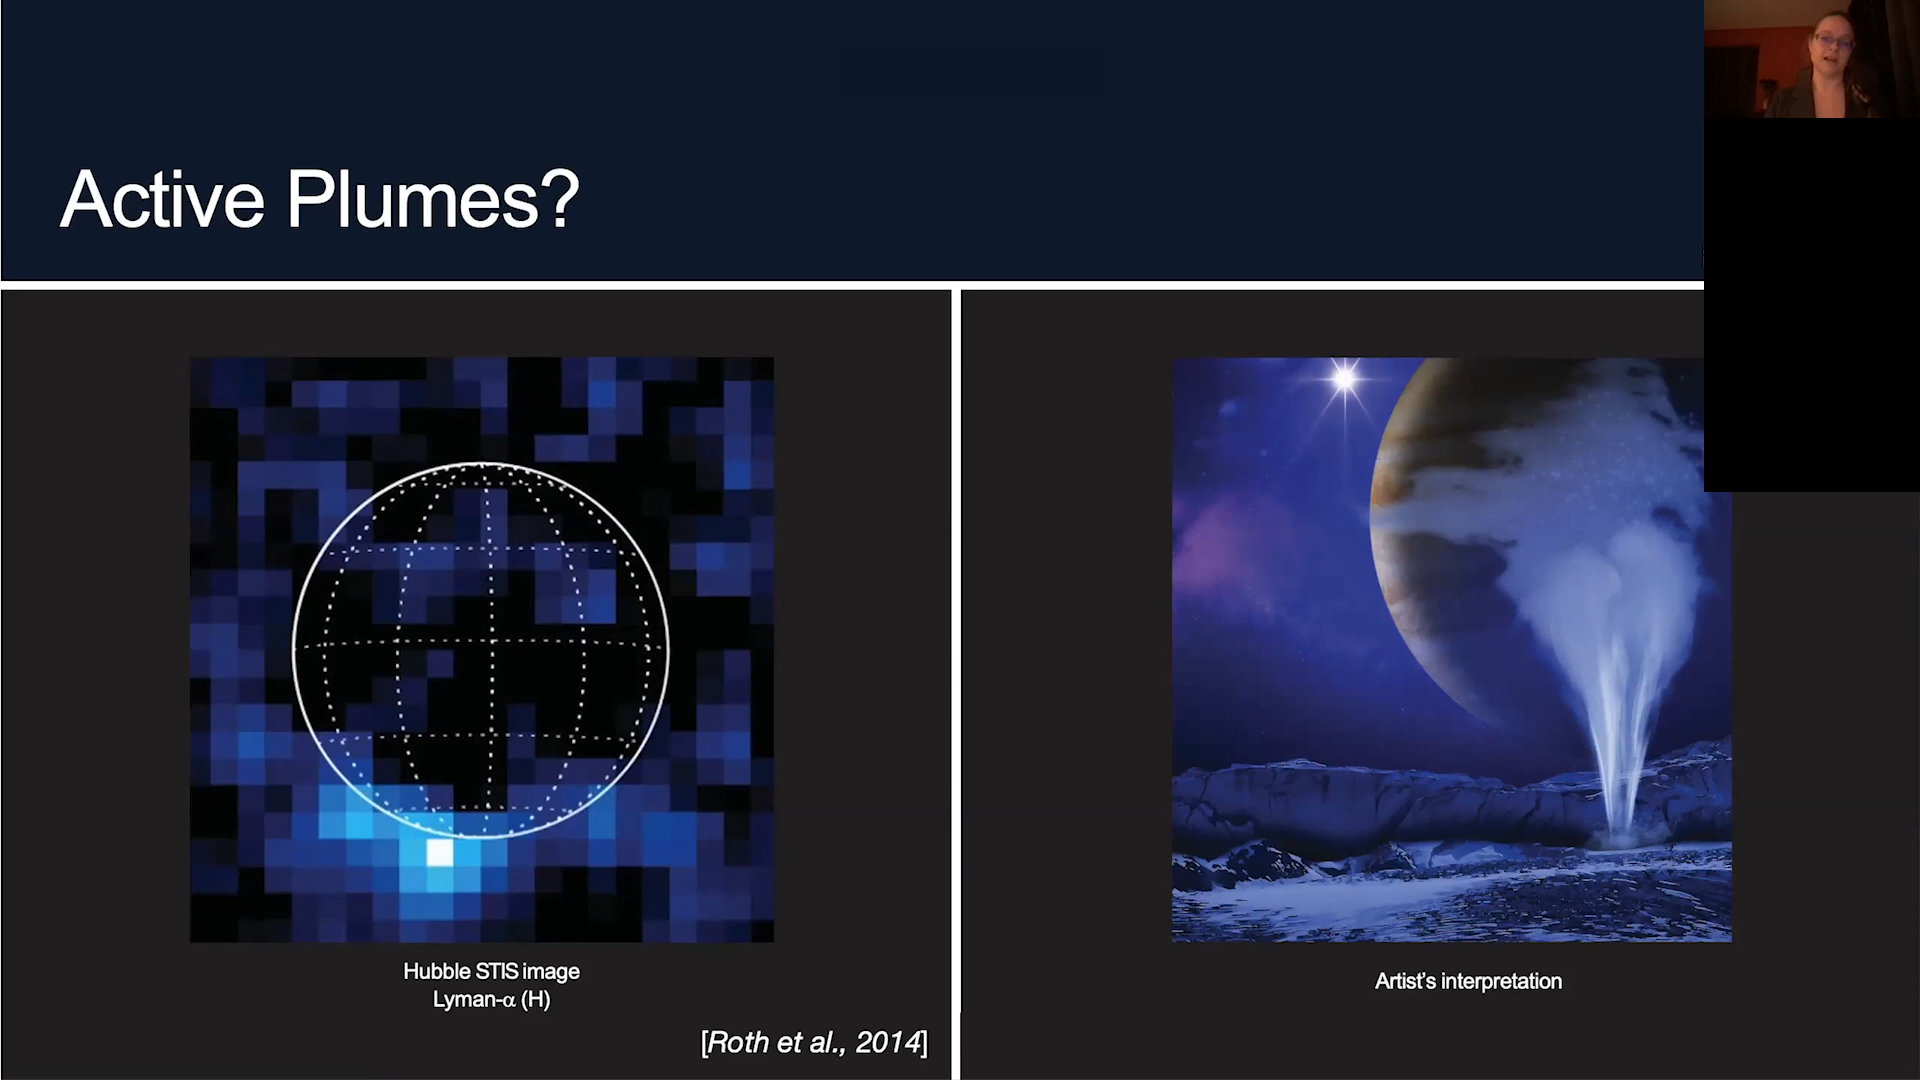 Active Plumes?
Hubble STIS image
Lyman-α (H)
[Roth et al., 2014]
Artist's interpretation